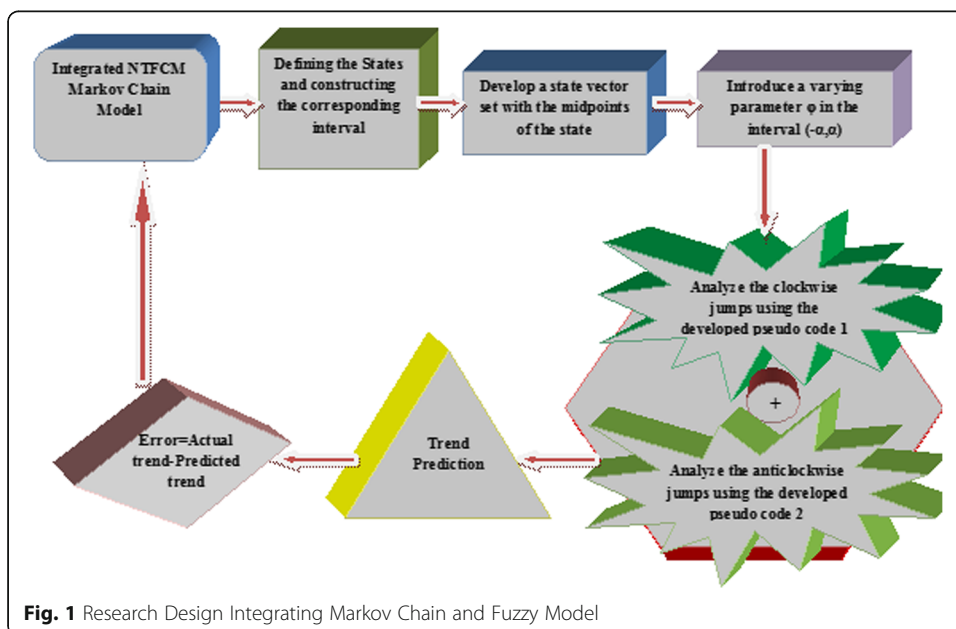 Integrated NTFCM
Markov Chain
Model
Defining the States
and constructing
the corresponding
interval
Develop a state vector
set with the midpoints
of the state
Introduce a varying
parameter φ in the
interval (-α,α)
Analyze the clockwise
jumps using the
developed pseudo code 1
+
Analyze the anticlockwise
jumps using the developed
pseudo code 2
Trend
Prediction
Error=Actual
trend-Predicted
trend
Fig. 1 Research Design Integrating Markov Chain and Fuzzy Model